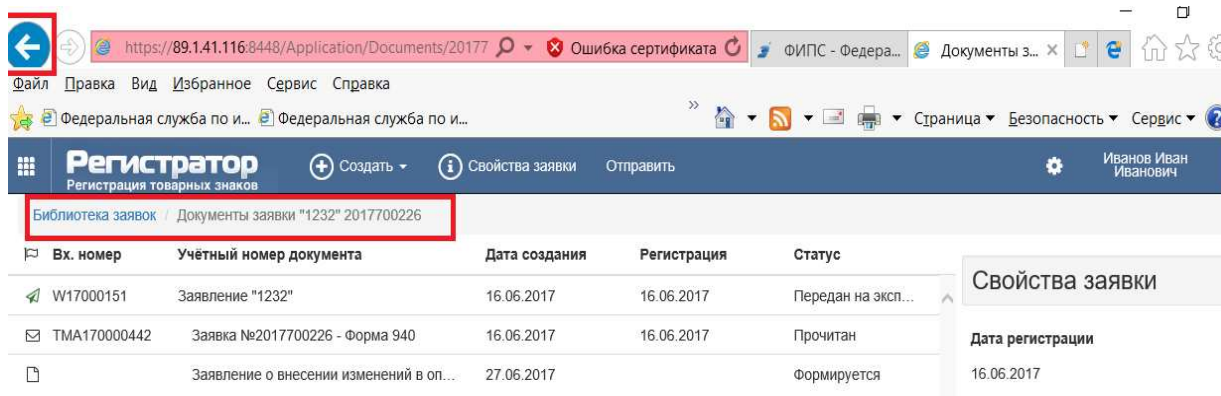 https://89.1.41.116:8448/Application/Documents/20177 Ошибка сертификата ФИПС - Федера... Документы з...
Файл Правка Вид Избранное Сервис Справка
Федеральная служба по и... Федеральная служба по и... » Страница Безопасность Сервис
Регистратор Создать Свойства заявки Отправить Иванов Иван Иванович
Регистрация товарных знаков
Библиотека заявок / Документы заявки "1232" 2017700226
Вх. номер Учётный номер документа Дата создания Регистрация Статус
Свойства заявки
W17000151 Заявление "1232" 16.06.2017 16.06.2017 Передан на эксп...
TMA170000442 Заявка №2017700226 - Форма 940 16.06.2017 16.06.2017 Прочитан
Дата регистрации
Заявление о внесении изменений в оп... 27.06.2017 Формируется
16.06.2017